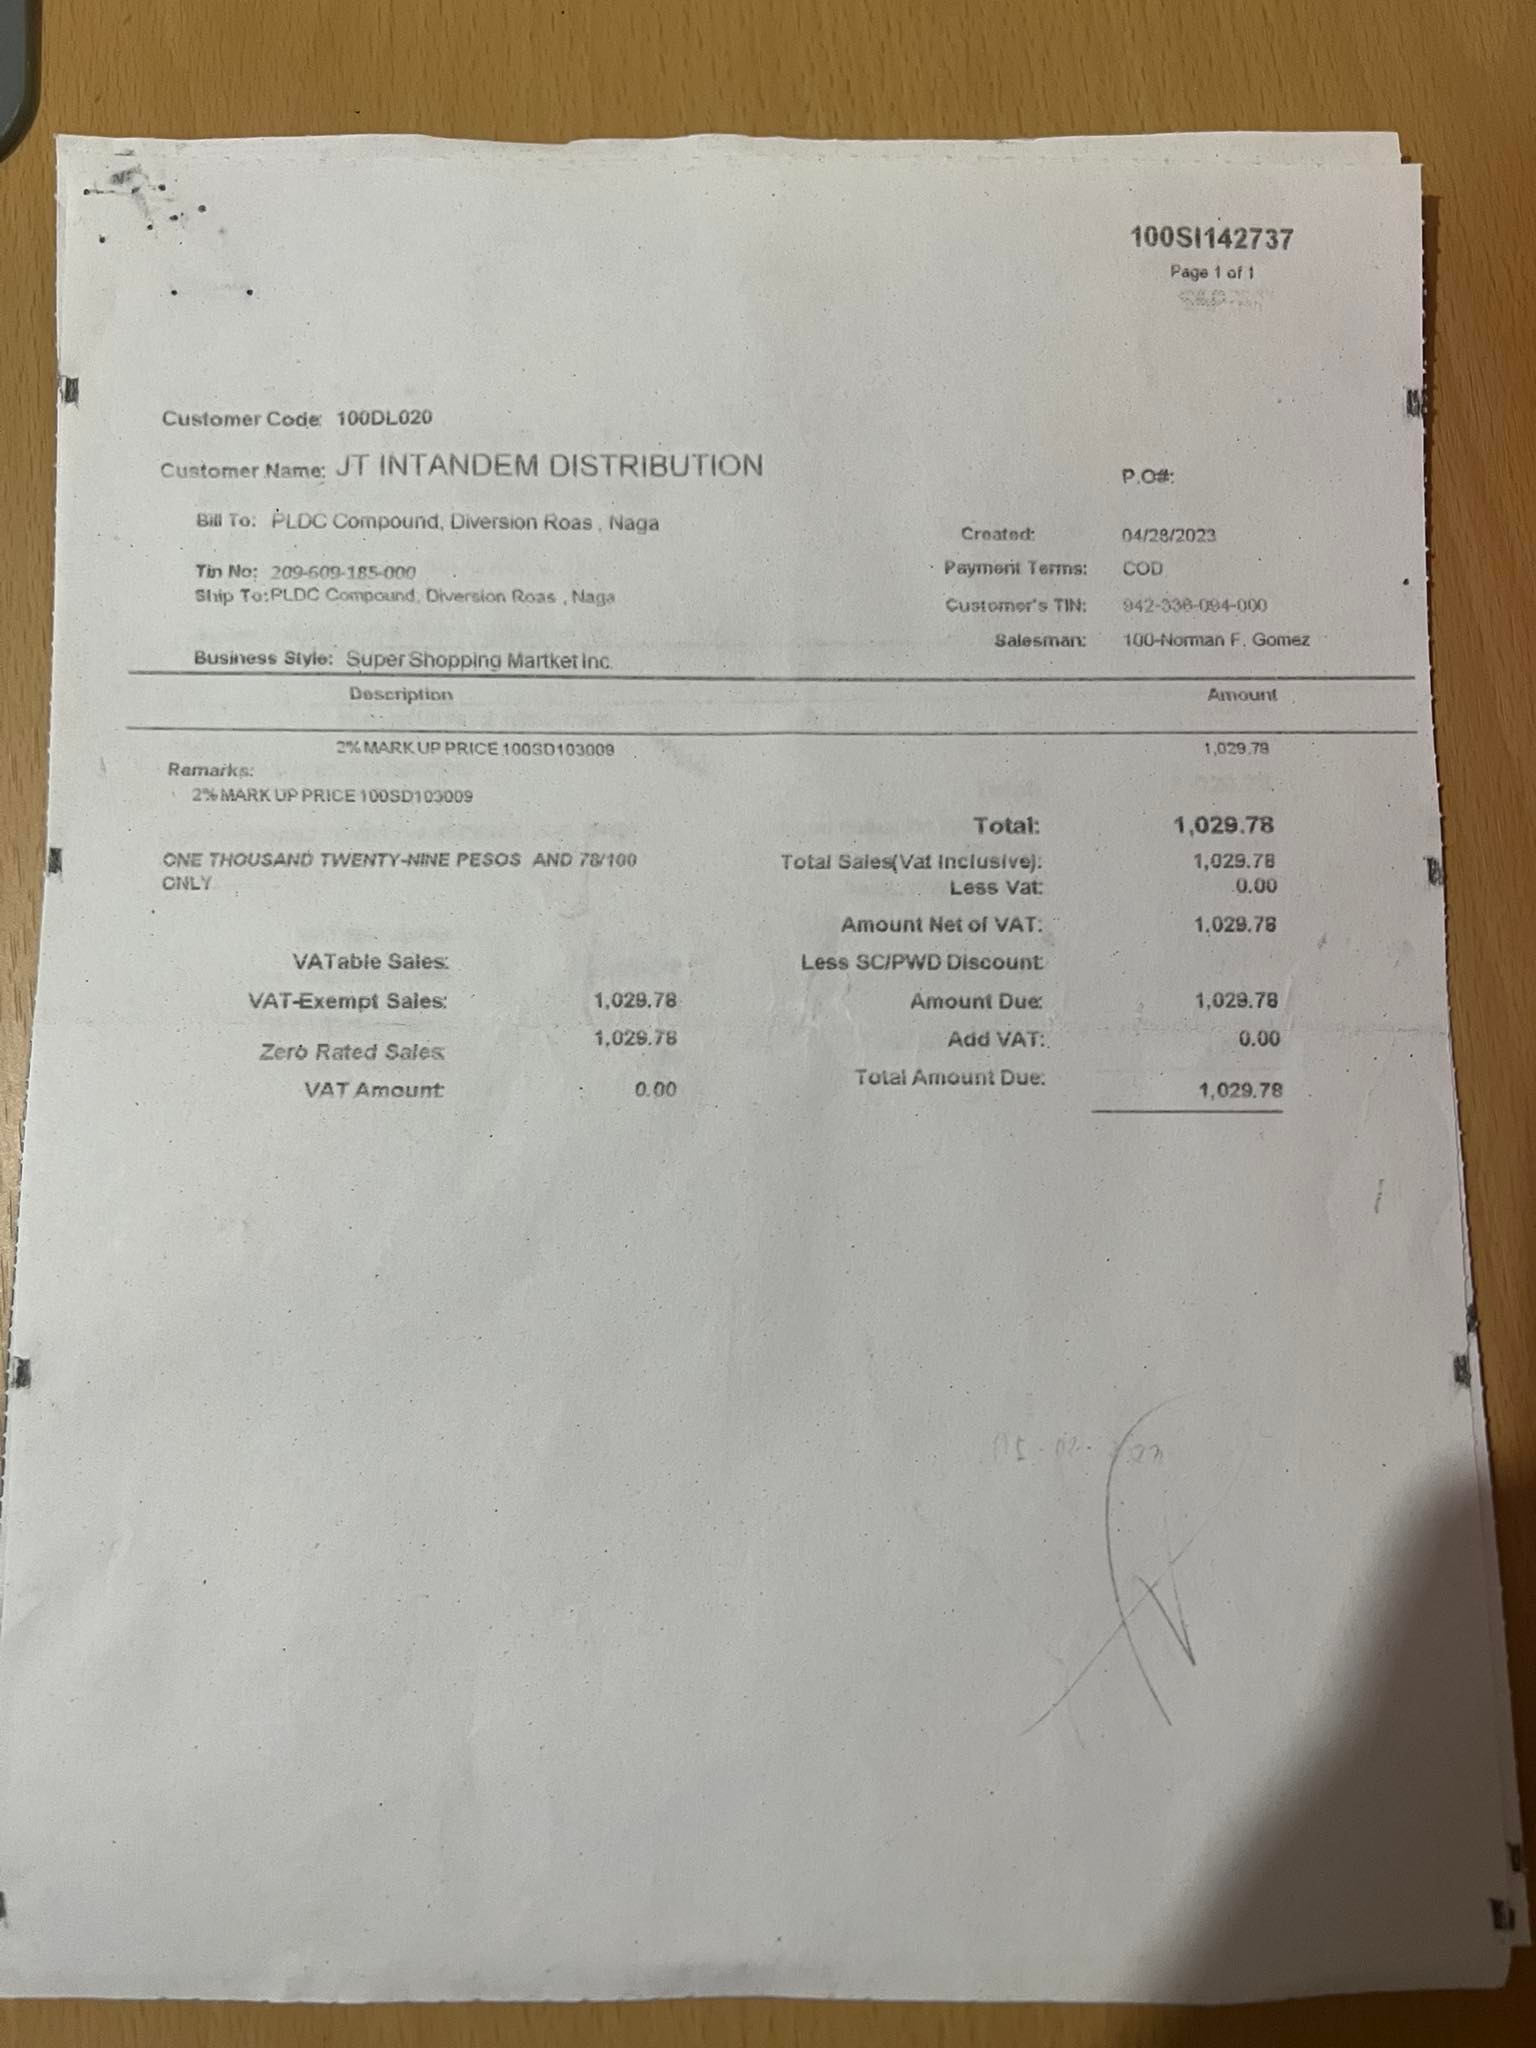 100SI142737
Page 1 of 1
Customer Code: 100DL020
Customer Name: JT INTANDEM DISTRIBUTION
P.O#:
Bill To: PLDC Compound, Diversion Roas , Naga
Created: 04/28/2023
Tin No: 209-609-185-000
Payment Terms: COD
Ship To:PLDC Compound, Diversion Roas , Naga
Customer's TIN: 942-336-094-000
Salesman: 100-Norman F. Gomez
Business Style: Super Shopping Martket Inc.
Description Amount
2% MARK UP PRICE 100SD103009 1,029.78
Remarks:
2% MARK UP PRICE 100SD103009
Total: 1,029.78
ONE THOUSAND TWENTY-NINE PESOS AND 78/100
ONLY
Total Sales(Vat Inclusive): 1,029.78
Less Vat: 0.00
Amount Net of VAT: 1,029.78
VATable Sales: Less SC/PWD Discount:
VAT-Exempt Sales: 1,029.78 Amount Due: 1,029.78
Zero Rated Sales: 1,029.78 Add VAT: 0.00
VAT Amount: 0.00 Total Amount Due: 1,029.78